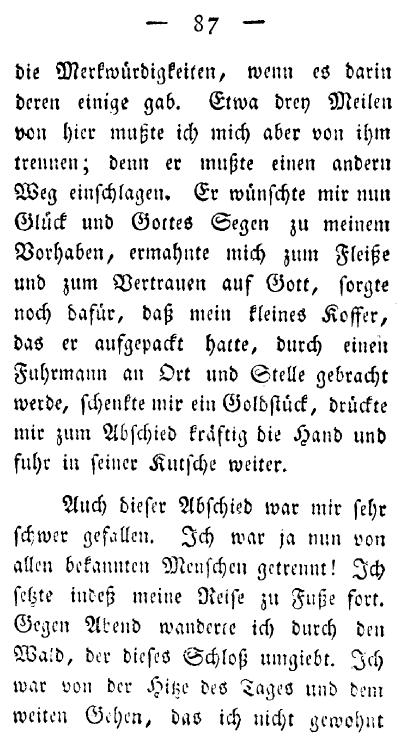 — 87 —
die Merkwürdigkeiten, wenn es darin
deren einige gab. Etwa drey Meilen
von hier mußte ich mich aber von ihm
trennen; denn er mußte einen andern
Weg einschlagen. Er wünschte mir nun
Glück und Gottes Segen zu meinem
Vorhaben, ermahnte mich zum Fleiße
und zum Vertrauen auf Gott, sorgte
noch dafür, daß mein kleines Koffer,
das er aufgepackt hatte, durch einen
Fuhrmann an Ort und Stelle gebracht
werde, schenkte mir ein Goldstück, drückte
mir zum Abschied kräftig die Hand und
fuhr in seiner Kutsche weiter.
Auch dieser Abschied war mir sehr
schwer gefallen. Ich war ja nun von
allen bekannten Menschen getrennt! Ich
setzte indeß meine Reise zu Fuße fort.
Gegen Abend wanderte ich durch den
Wald, der dieses Schloß umgiebt. Ich
war von der Hitze des Tages und dem
weiten Gehen, das ich nicht gewohnt